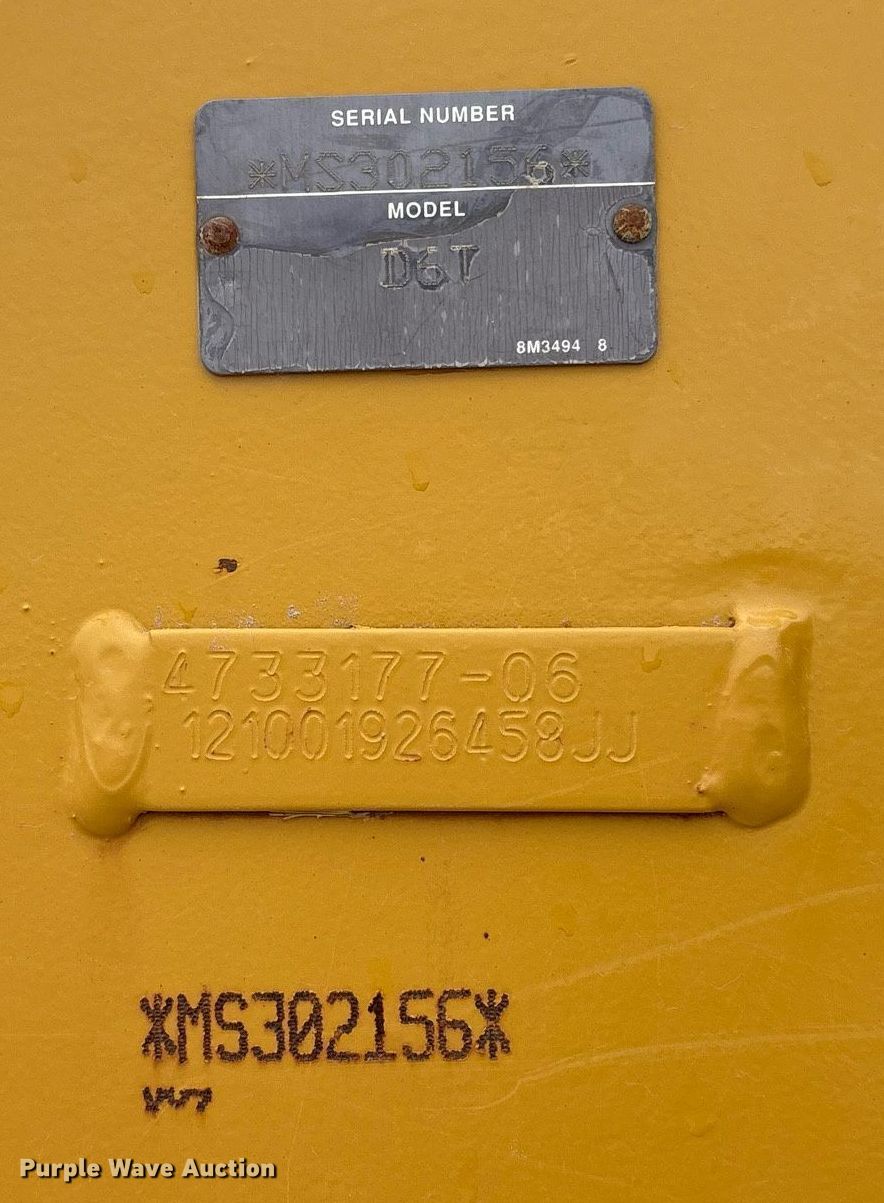 SERIAL NUMBER
*MS302156*
MODEL
D6T
8M3494 8
4733177-06
121001926458JJ
*MS302156*
Purple Wave Auction